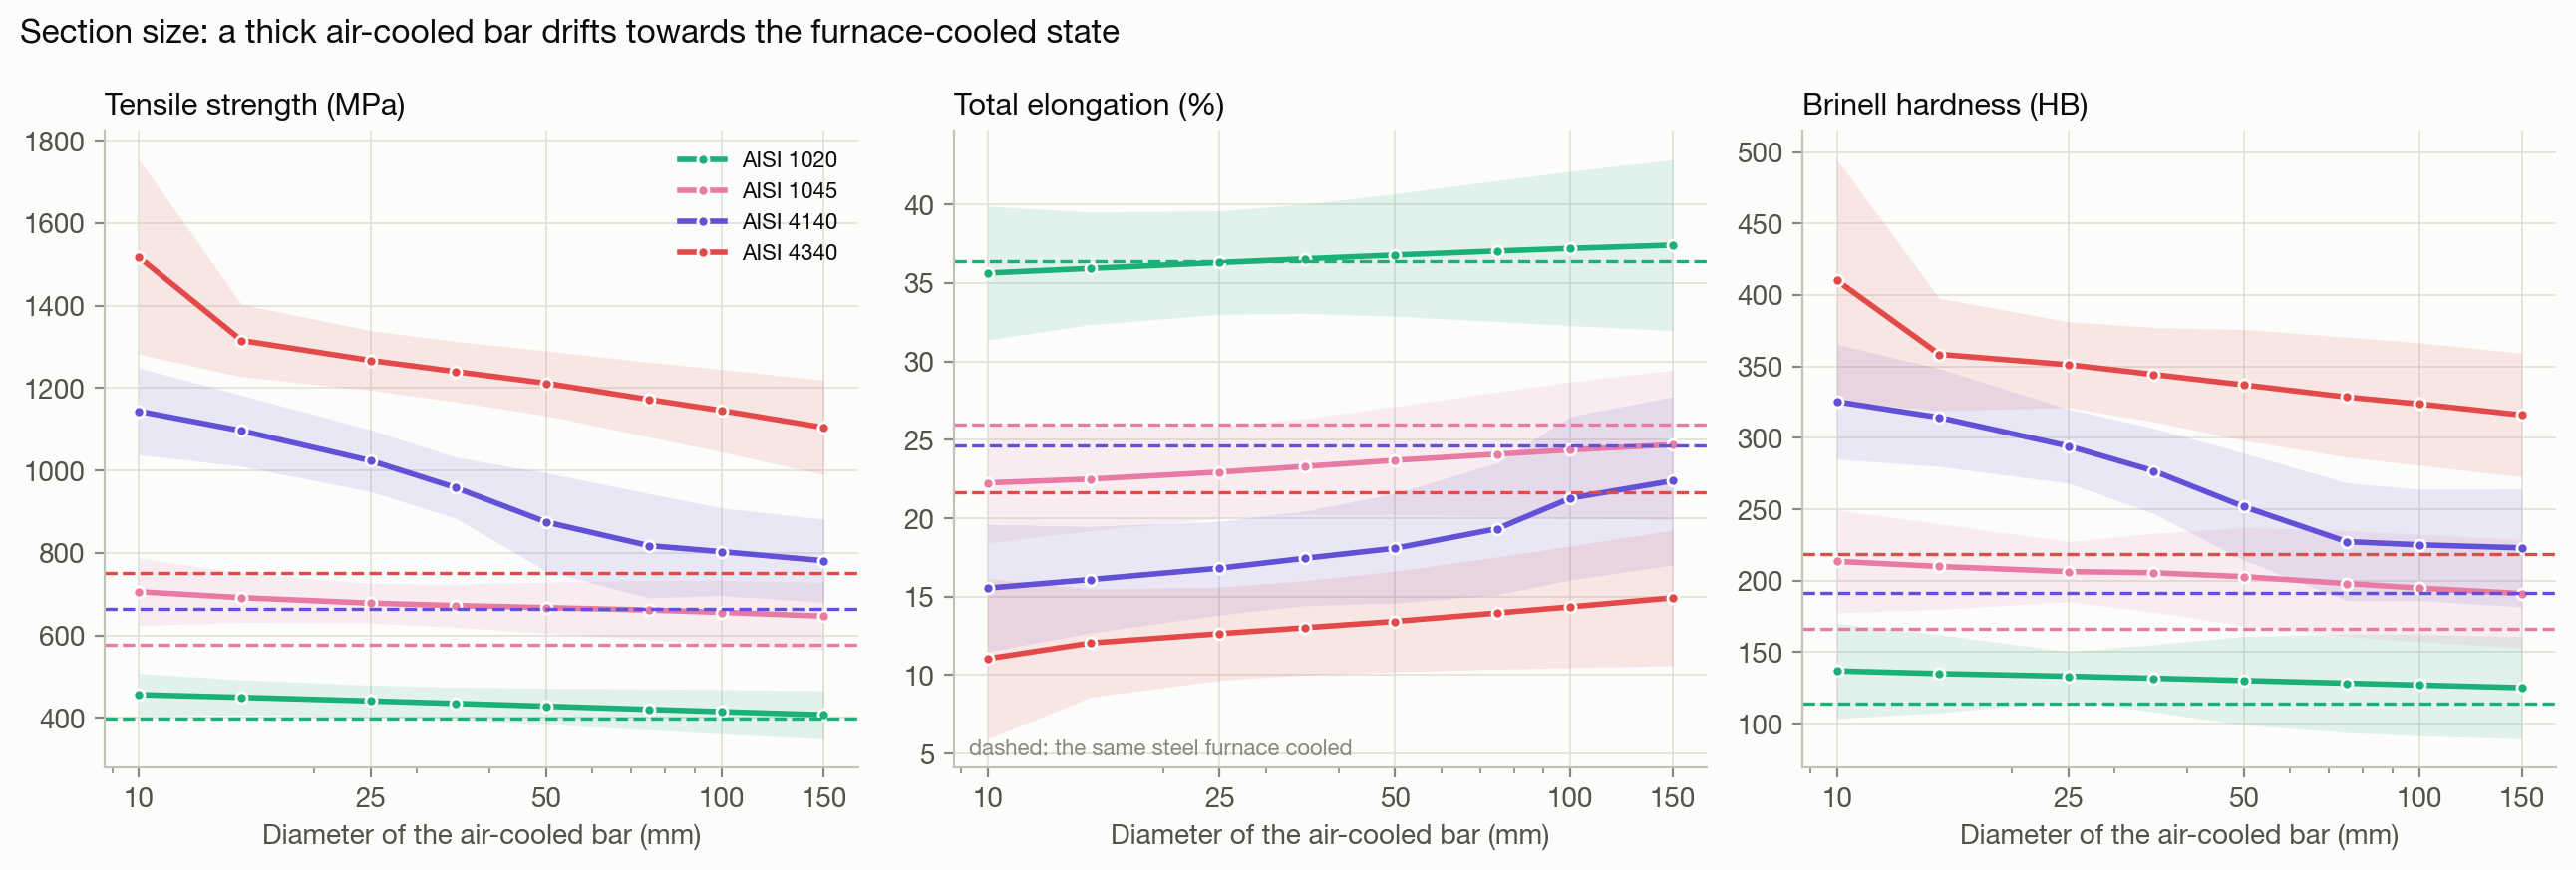 Section size: a thick air-cooled bar drifts towards the furnace-cooled state
Tensile strength (MPa)
1800
1600
1400
1200
1000
800
600
400
AISI 1020
AISI 1045
AISI 4140
AISI 4340
10 25 50 100 150
Diameter of the air-cooled bar (mm)
Total elongation (%)
40
35
30
25
20
15
10
5
dashed: the same steel furnace cooled
10 25 50 100 150
Diameter of the air-cooled bar (mm)
Brinell hardness (HB)
500
450
400
350
300
250
200
150
100
10 25 50 100 150
Diameter of the air-cooled bar (mm)